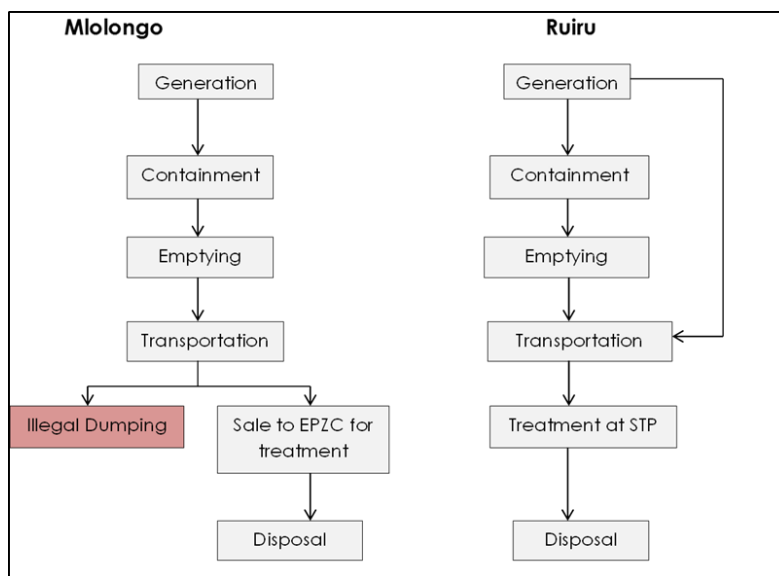 Mlolongo
Generation
Containment
Emptying
Transportation
Illegal Dumping
Sale to EPZC for
treatment
Disposal
Ruiru
Generation
Containment
Emptying
Transportation
Treatment at STP
Disposal